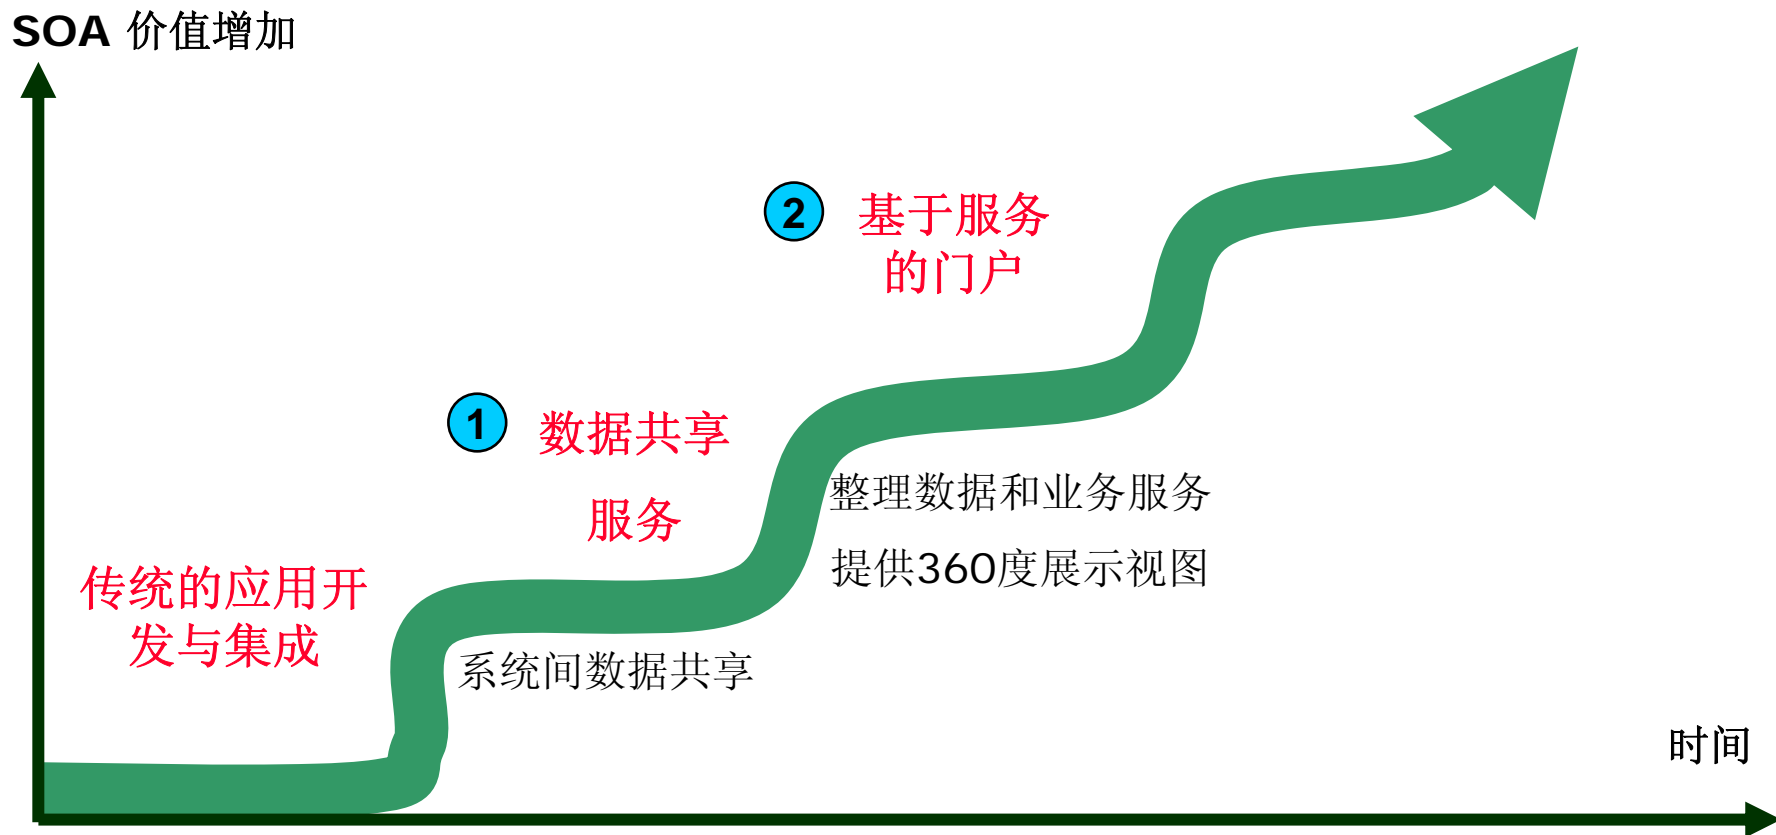 SOA 价值增加
2
基于服务
的门户
1
数据共享
服务
整理数据和业务服务
提供360度展示视图
传统的应用开
发与集成
系统间数据共享
时间